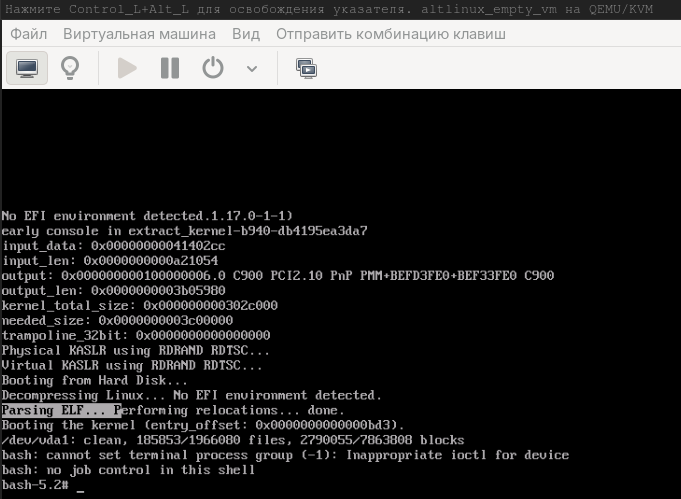 Нажмите Control_L+Alt_L для освобождения указателя. altlinux_empty_vm на QEMU/KVM
Файл Виртуальная машина Вид Отправить комбинацию клавиш
No EFI environment detected.1.17.0-1-1)
early console in extract_kernel-b940-db4195ea3da7
input_data: 0x00000000041402cc
input_len: 0x0000000000a21054
output: 0x000000000100000006.0 C900 PCI2.10 PnP PMM+BEFD3FE0+BEF33FE0 C900
output_len: 0x0000000003b05980
kernel_total_size: 0x000000000302c000
needed_size: 0x0000000003c00000
trampoline_32bit: 0x0000000000000000
Physical KASLR using RDRAND RDTSC...
Virtual KASLR using RDRAND RDTSC...
Booting from Hard Disk...
Decompressing Linux... No EFI environment detected.
Parsing ELF... Performing relocations... done.
Booting the kernel (entry_offset: 0x0000000000000bd3).
/dev/vda1: clean, 185853/1966080 files, 2790055/7863808 blocks
bash: cannot set terminal process group (-1): Inappropriate ioctl for device
bash: no job control in this shell
bash-5.2# _